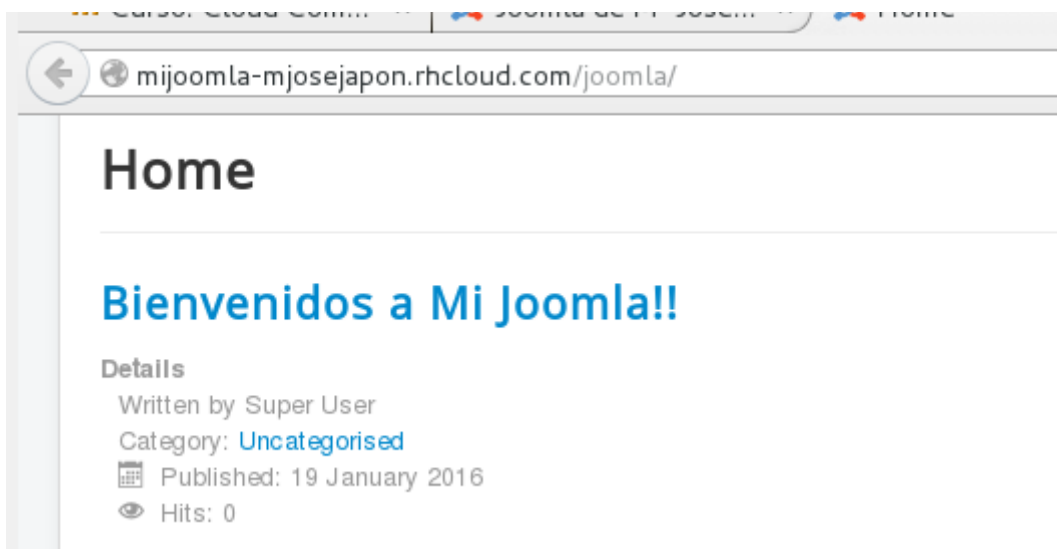 mijoomla-mjosejapon.rhcloud.com/joomla/
Home
Bienvenidos a Mi Joomla!!
Details
Written by Super User
Category: Uncategorised
Published: 19 January 2016
Hits: 0